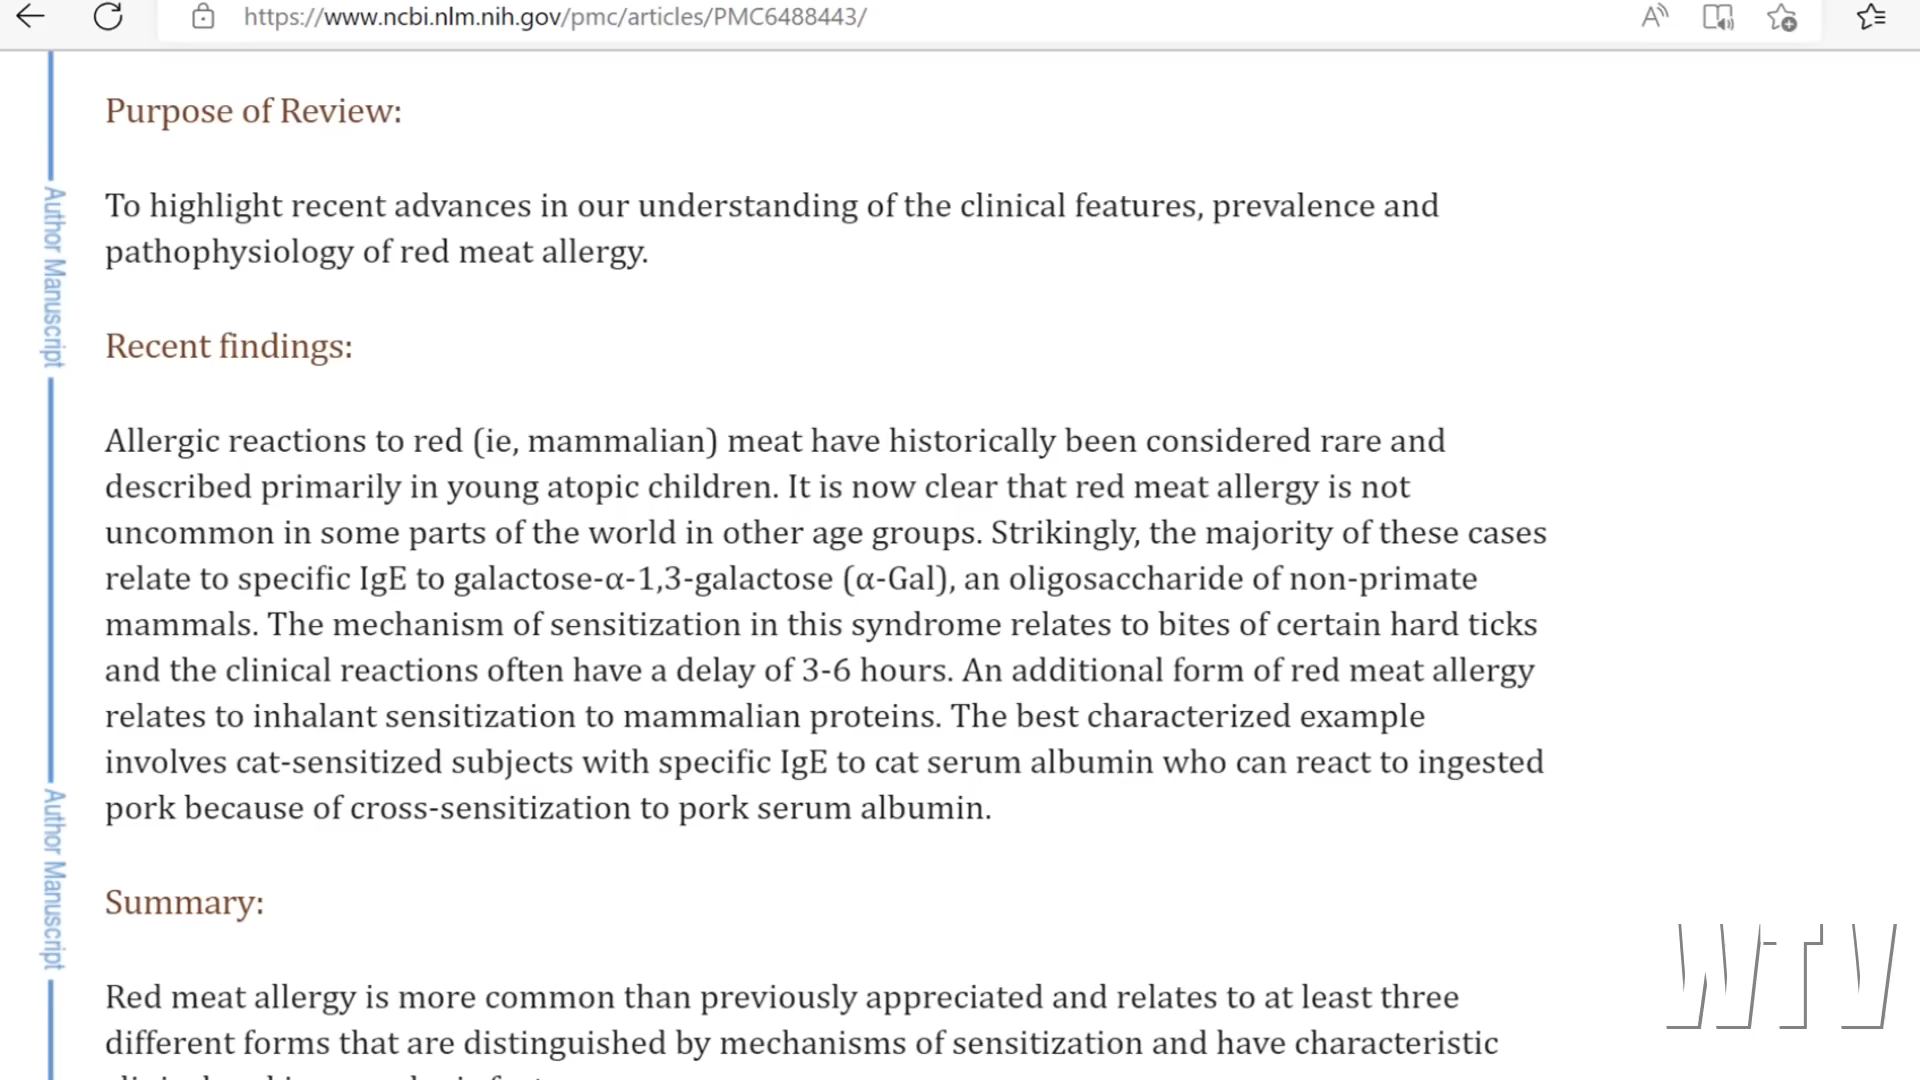 https://www.ncbi.nlm.nih.gov/pmc/articles/PMC6488443/
Purpose of Review:
To highlight recent advances in our understanding of the clinical features, prevalence and
pathophysiology of red meat allergy.
Recent findings:
Allergic reactions to red (ie, mammalian) meat have historically been considered rare and
described primarily in young atopic children. It is now clear that red meat allergy is not
uncommon in some parts of the world in other age groups. Strikingly, the majority of these cases
relate to specific IgE to galactose-α-1,3-galactose (α-Gal), an oligosaccharide of non-primate
mammals. The mechanism of sensitization in this syndrome relates to bites of certain hard ticks
and the clinical reactions often have a delay of 3-6 hours. An additional form of red meat allergy
relates to inhalant sensitization to mammalian proteins. The best characterized example
involves cat-sensitized subjects with specific IgE to cat serum albumin who can react to ingested
pork because of cross-sensitization to pork serum albumin.
Summary:
Red meat allergy is more common than previously appreciated and relates to at least three
different forms that are distinguished by mechanisms of sensitization and have characteristic
Author Manuscript
Author Manuscript
WTV